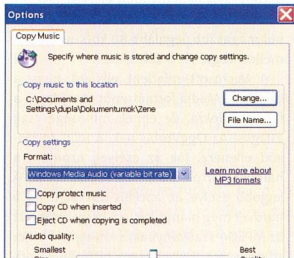 Options
Copy Music
Specify where music is stored and change copy settings.
Copy music to this location
C:\Documents and
Settings\dupla\Dokumentumok\Zene
Change...
File Name...
Copy settings
Format:
Windows Media Audio (variable bit rate)
Learn more about
MP3 formats
Copy protect music
Copy CD when inserted
Eject CD when copying is completed
Audio quality:
Smallest
Best